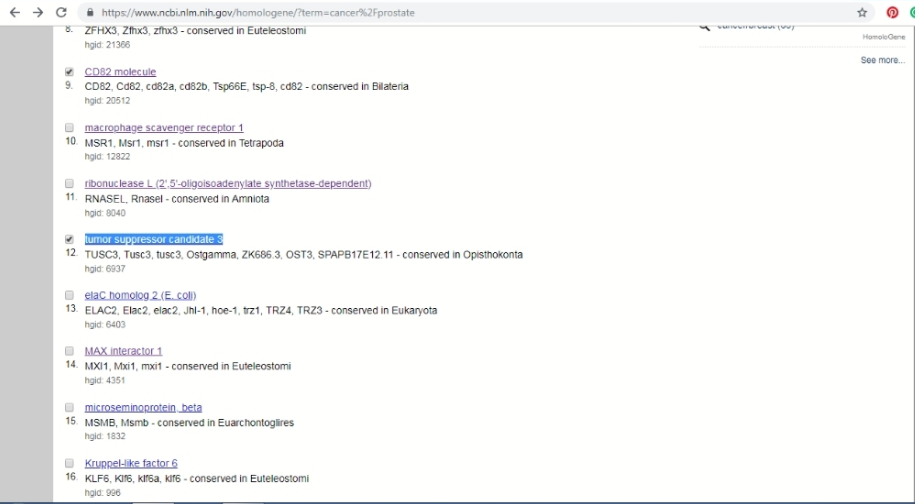 https://www.ncbi.nlm.nih.gov/homologene/?term=cancer%2Fprostate
8. ZFHX3, Zfhx3, zfhx3 - conserved in Euteleostomi
hgid: 21366
HomoloGene
See more...
CD82 molecule
9. CD82, Cd82, cd82a, cd82b, Tsp66E, tsp-8, cd82 - conserved in Bilateria
hgid: 20512
macrophage scavenger receptor 1
10. MSR1, Msr1, msr1 - conserved in Tetrapoda
hgid: 12822
ribonuclease L (2',5'-oligoisoadenylate synthetase-dependent)
11. RNASEL, Rnasel - conserved in Amniota
hgid: 8040
tumor suppressor candidate 3
12. TUSC3, Tusc3, tusc3, Ostgamma, ZK686.3, OST3, SPAPB17E12.11 - conserved in Opisthokonta
hgid: 6937
elaC homolog 2 (E. coli)
13. ELAC2, Elac2, elac2, JhI-1, hoe-1, trz1, TRZ4, TRZ3 - conserved in Eukaryota
hgid: 6403
MAX interactor 1
14. MXI1, Mxi1, mxi1 - conserved in Euteleostomi
hgid: 4351
microseminoprotein, beta
15. MSMB, Msmb - conserved in Euarchontoglires
hgid: 1832
Kruppel-like factor 6
16. KLF6, Klf6, klf6a, klf6 - conserved in Euteleostomi
hgid: 996